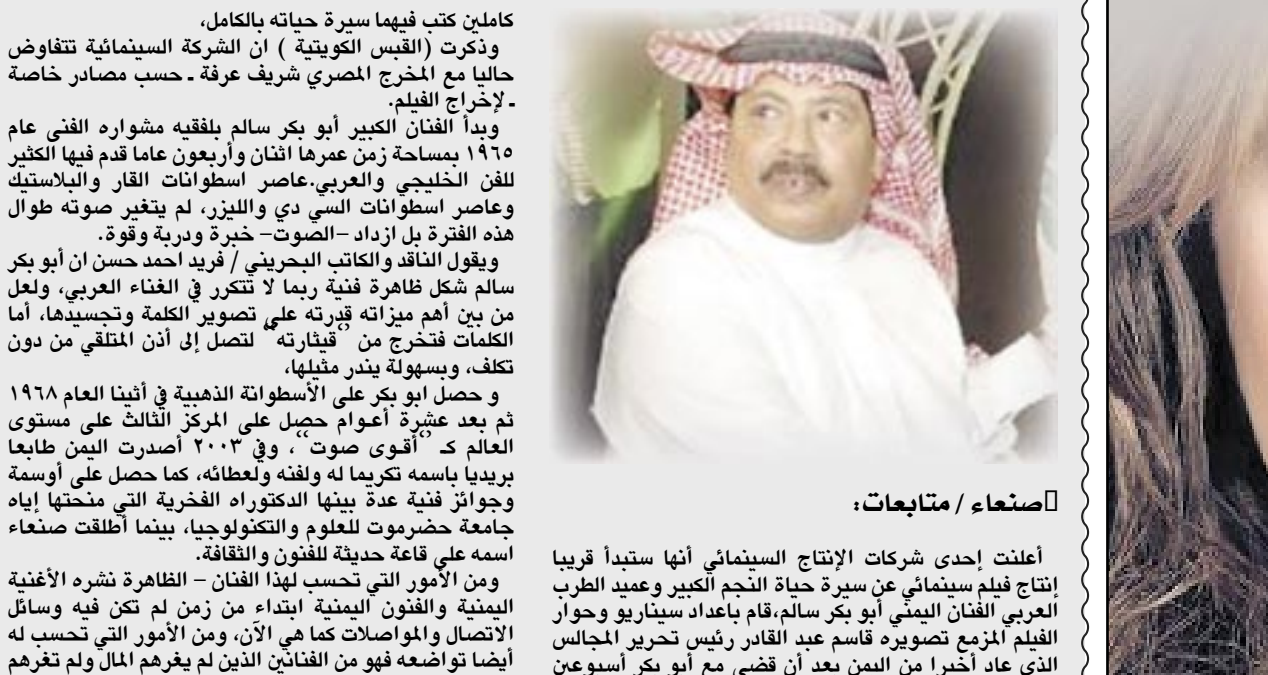 صنعاء / متابعات:
أعلنت إحدى شركات الإنتاج السينمائي أنها ستبدأ قريبا
إنتاج فيلم سينمائي عن سيرة حياة النجم الكبير وعميد الطرب
العربي الفنان اليمني أبو بكر سالم،قام باعداد سيناريو وحوار
الفيلم المزمع تصويره قاسم عبد القادر رئيس تحرير المجالس
الذي عاد أخيرا من اليمن بعد أن قضى مع أبو بكر أسبوعين
كاملين كتب فيهما سيرة حياته بالكامل،
وذكرت (القبس الكويتية ) ان الشركة السينمائية تتفاوض
حاليا مع المخرج المصري شريف عرفة ـ حسب مصادر خاصة
ـ لإخراج الفيلم.
وبدأ الفنان الكبير أبو بكر سالم بلفقيه مشواره الفنى عام
١٩٦٥ بمساحة زمن عمرها اثنان وأربعون عاما قدم فيها الكثير
للفن الخليجي والعربي.عاصر اسطوانات القار والبلاستيك
وعاصر اسطوانات السي دي والليزر، لم يتغير صوته طوال
هذه الفترة بل ازداد –الصوت– خبرة ودربة وقوة.
ويقول الناقد والكاتب البحريني / فريد احمد حسن ان أبو بكر
سالم شكل ظاهرة فنية ربما لا تتكرر في الغناء العربي، ولعل
من بين أهم ميزاته قدرته على تصوير الكلمة وتجسيدها، أما
الكلمات فتخرج من “قيثارته” لتصل إلى أذن المتلقي من دون
تكلف، وبسهولة يندر مثيلها،
و حصل ابو بكر على الأسطوانة الذهبية في أثينا العام ١٩٦٨
ثم بعد عشرة أعوام حصل على المركز الثالث على مستوى
العالم كـ “أقوى صوت”، وفي ٢٠٠٣ أصدرت اليمن طابعا
بريديا باسمه تكريما له ولفنه ولعطائه، كما حصل على أوسمة
وجوائز فنية عدة بينها الدكتوراه الفخرية التي منحتها إياه
جامعة حضرموت للعلوم والتكنولوجيا، بينما أطلقت صنعاء
اسمه على قاعة حديثة للفنون والثقافة.
ومن الأمور التي تحسب لهذا الفنان – الظاهرة نشره الأغنية
اليمنية والفنون اليمنية ابتداء من زمن لم تكن فيه وسائل
الاتصال والمواصلات كما هي الآن، ومن الأمور التي تحسب له
أيضا تواضعه فهو من الفنانين الذين لم يغرهم المال ولم تغرهم